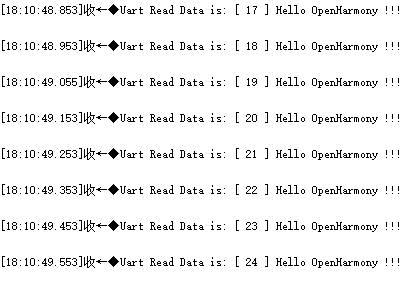 [18:10:48.853]收←◆Uart Read Data is: [ 17 ] Hello OpenHarmony !!!
[18:10:48.953]收←◆Uart Read Data is: [ 18 ] Hello OpenHarmony !!!
[18:10:49.055]收←◆Uart Read Data is: [ 19 ] Hello OpenHarmony !!!
[18:10:49.153]收←◆Uart Read Data is: [ 20 ] Hello OpenHarmony !!!
[18:10:49.253]收←◆Uart Read Data is: [ 21 ] Hello OpenHarmony !!!
[18:10:49.353]收←◆Uart Read Data is: [ 22 ] Hello OpenHarmony !!!
[18:10:49.453]收←◆Uart Read Data is: [ 23 ] Hello OpenHarmony !!!
[18:10:49.553]收←◆Uart Read Data is: [ 24 ] Hello OpenHarmony !!!